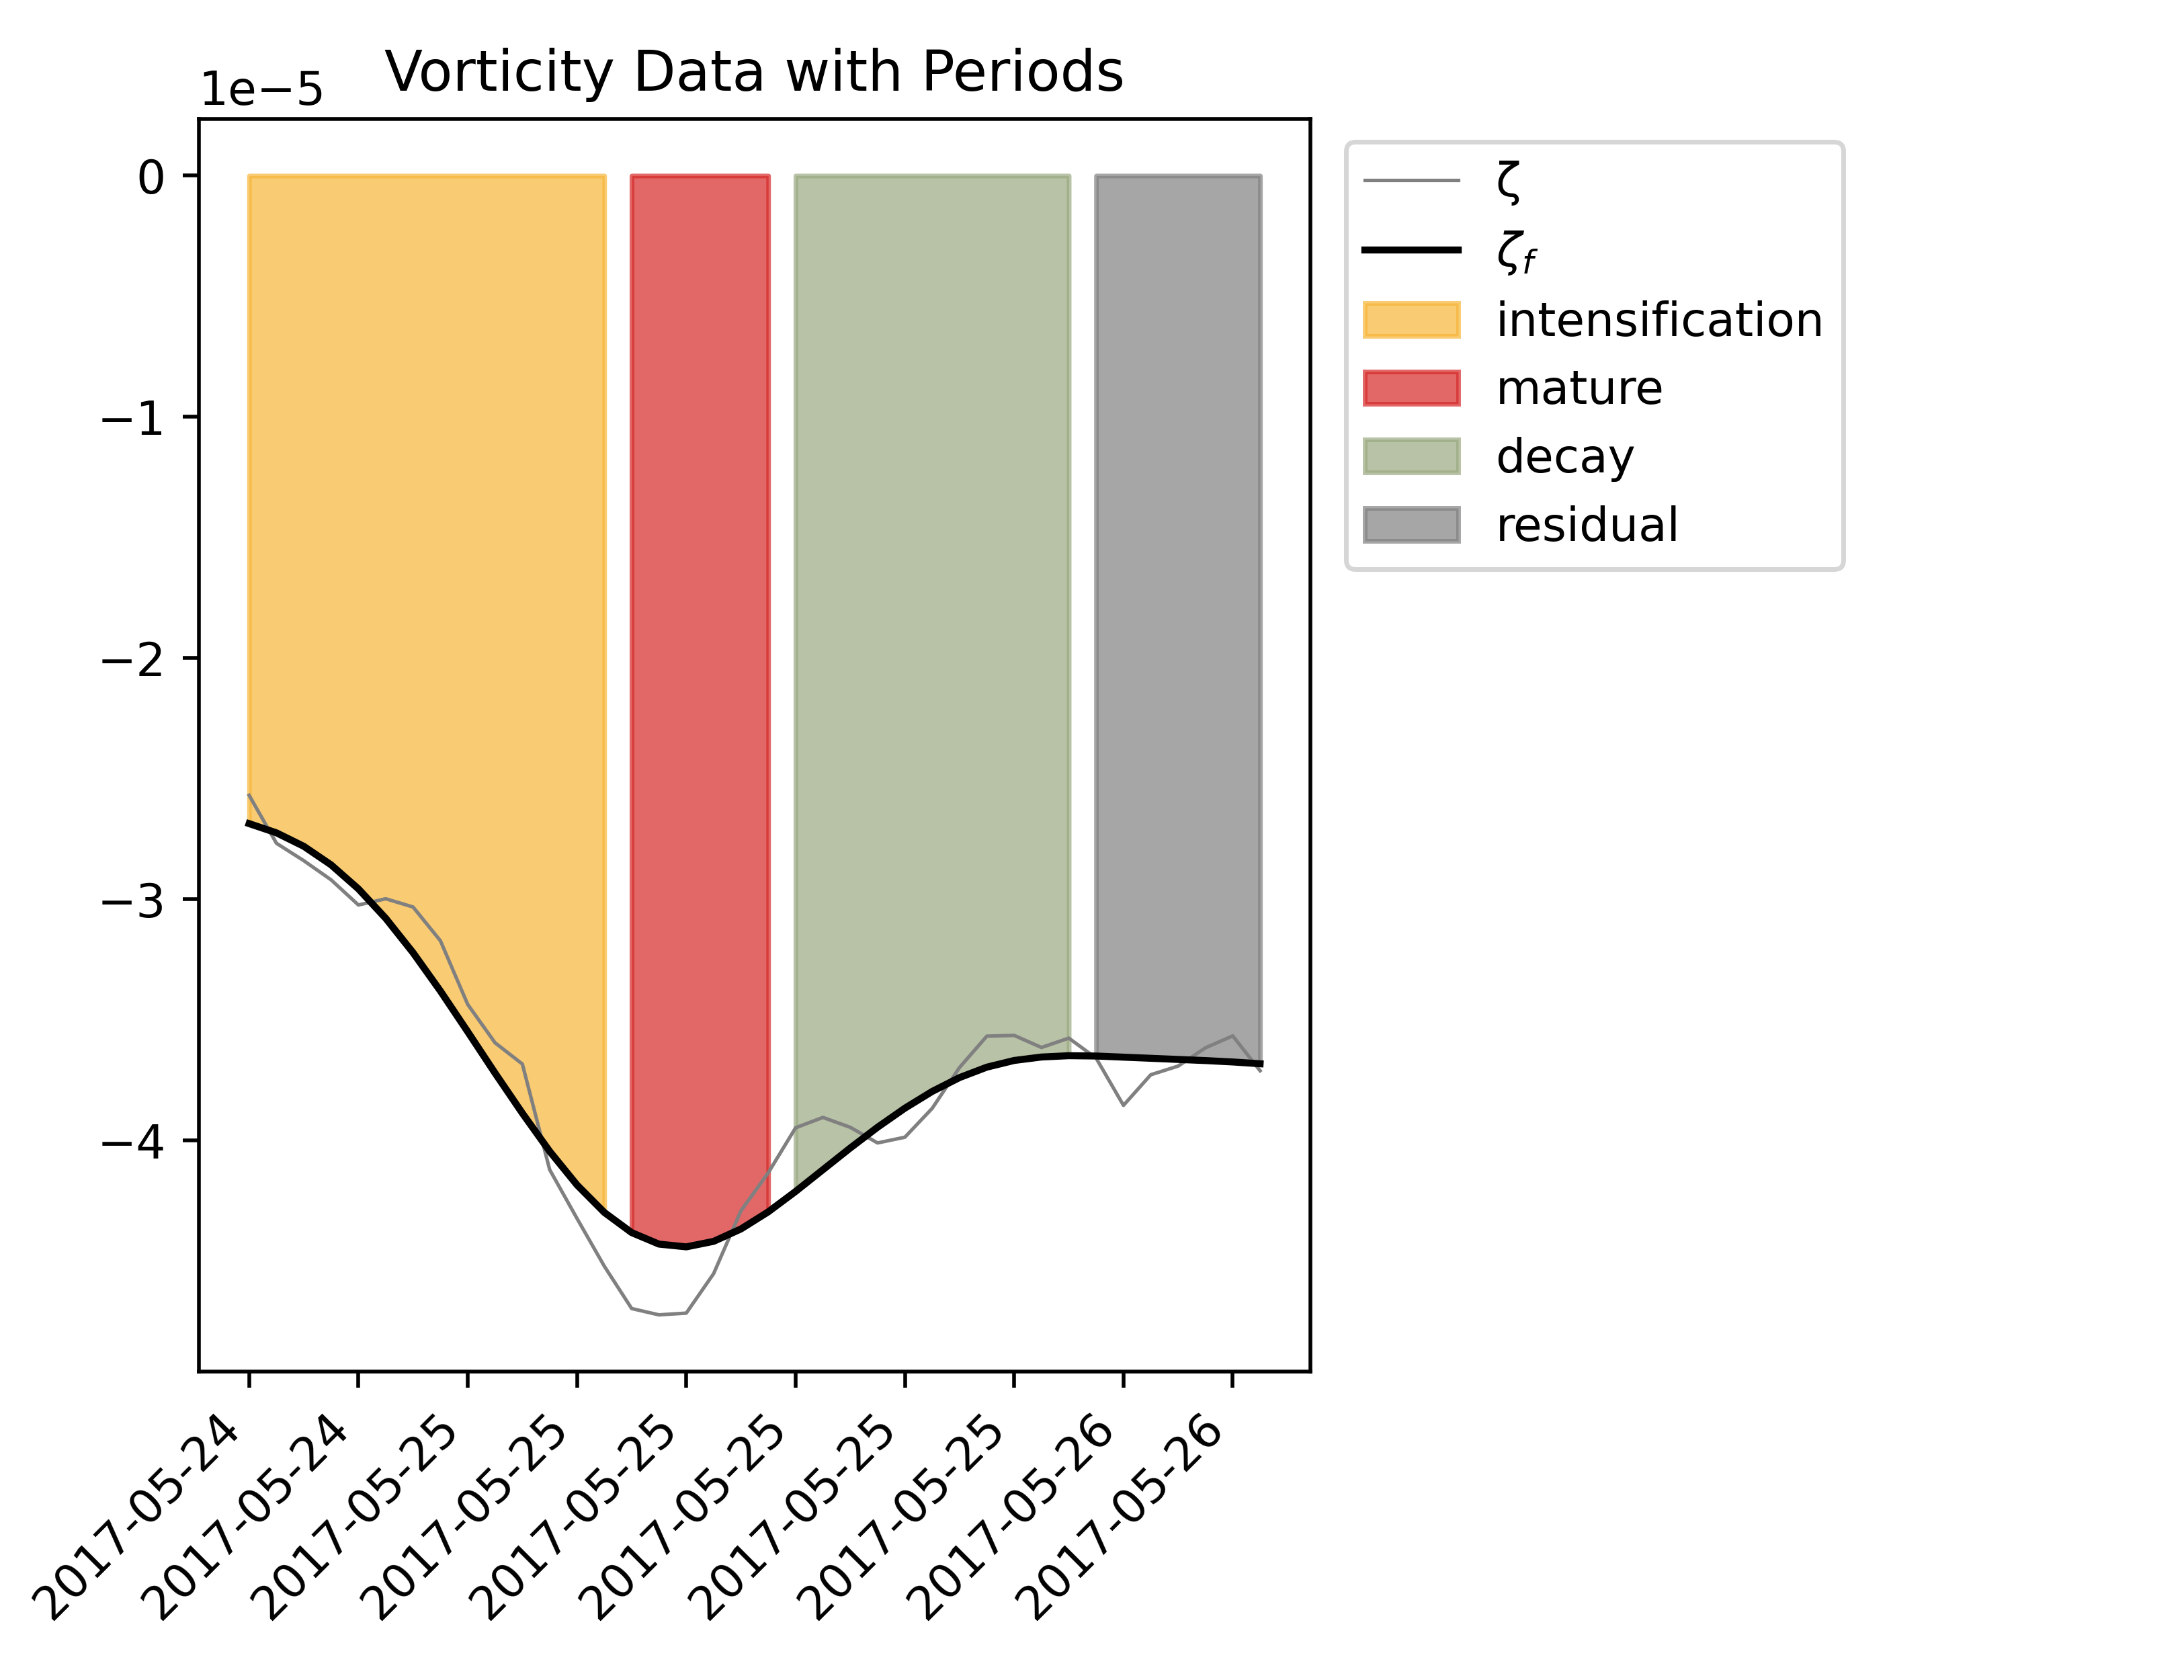 Vorticity Data with Periods
1e−5
0
−1
−2
−3
−4
2017-05-24
2017-05-24
2017-05-25
2017-05-25
2017-05-25
2017-05-25
2017-05-25
2017-05-25
2017-05-26
2017-05-26
ζ
ζf
intensification
mature
decay
residual